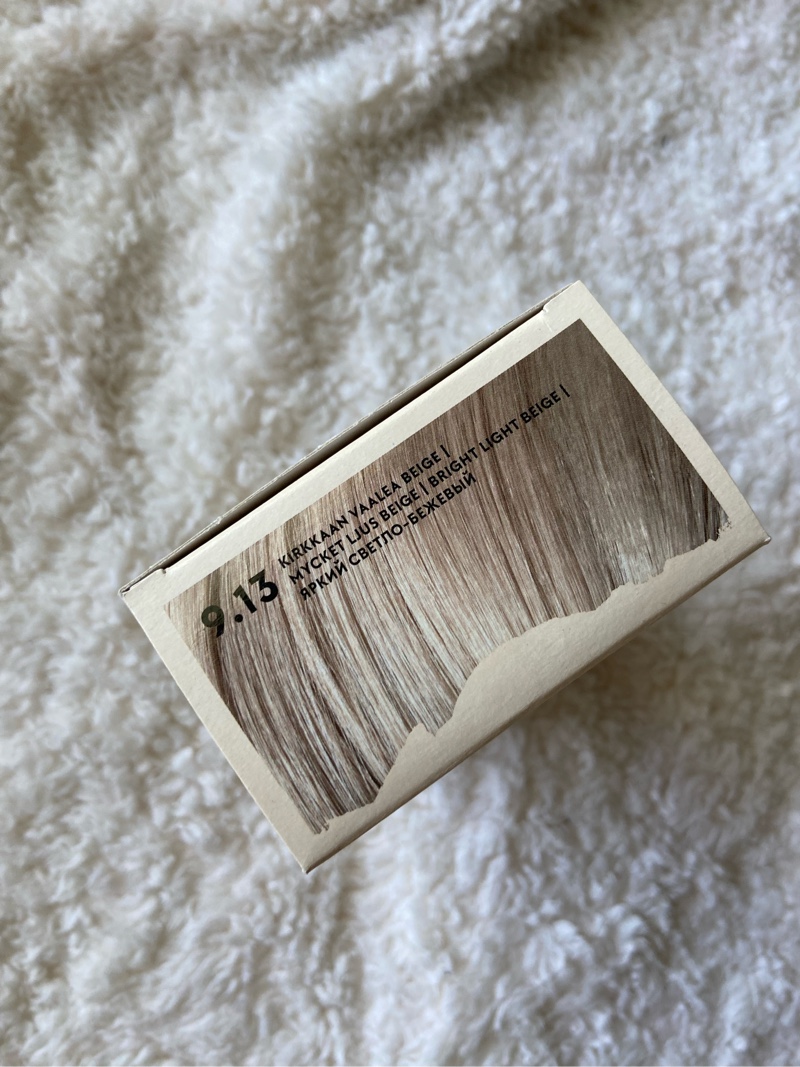 9.13
KIRKKAAN VAALEA BEIGE |
MYCKET LJUS BEIGE | BRIGHT LIGHT BEIGE |
ЯРКИЙ СВЕТЛО-БЕЖЕВЫЙ